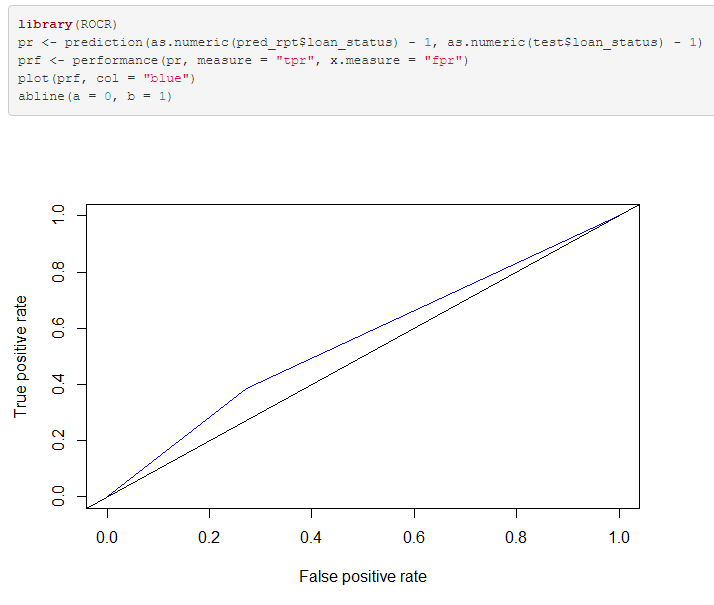 library(ROCR)
pr <- prediction(as.numeric(pred_rpt$loan_status) - 1, as.numeric(test$loan_status) - 1)
prf <- performance(pr, measure = "tpr", x.measure = "fpr")
plot(prf, col = "blue")
abline(a = 0, b = 1)
1.0
0.8
0.6
0.4
0.2
0.0
True positive rate
0.0 0.2 0.4 0.6 0.8 1.0
False positive rate